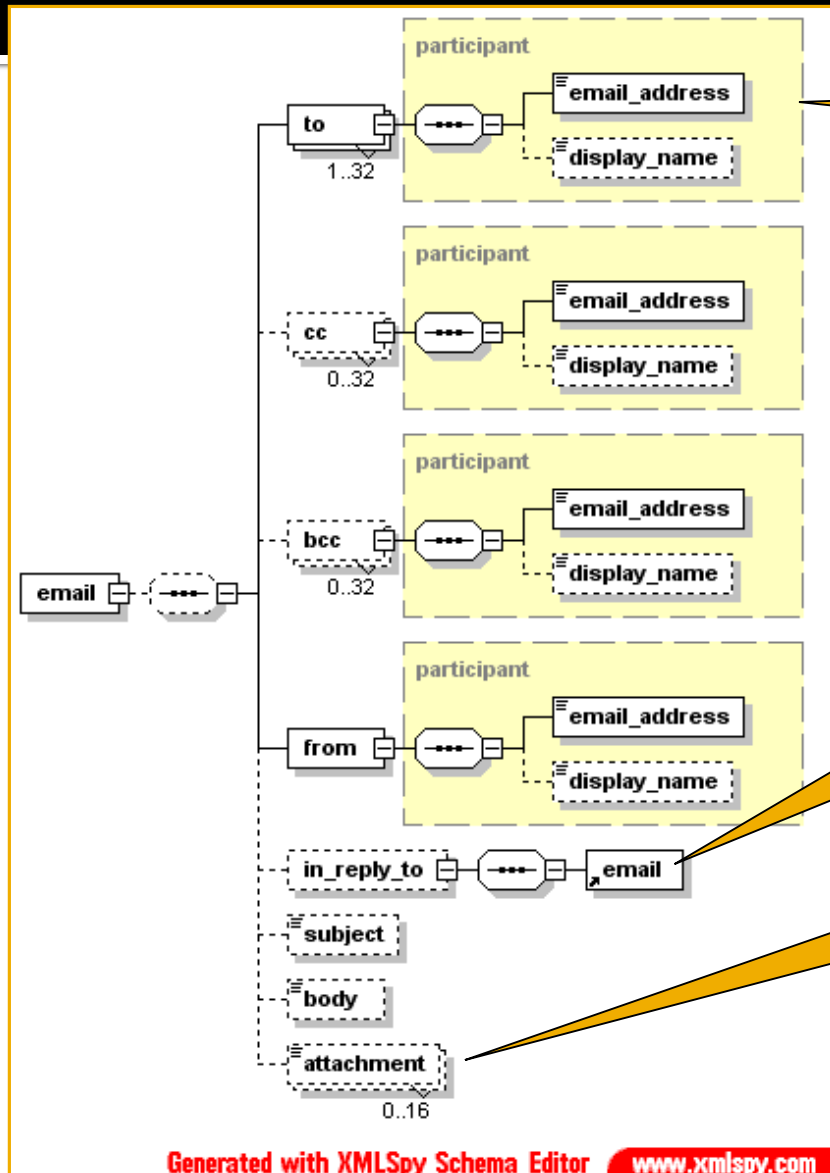 participant
email_address
to
display_name
1..32
participant
email_address
cc
display_name
0..32
participant
email_address
bcc
display_name
0..32
email
participant
email_address
from
display_name
in_reply_to
email
subject
body
attachment
0..16
Generated with XMLSpy Schema Editor www.xmlspy.com